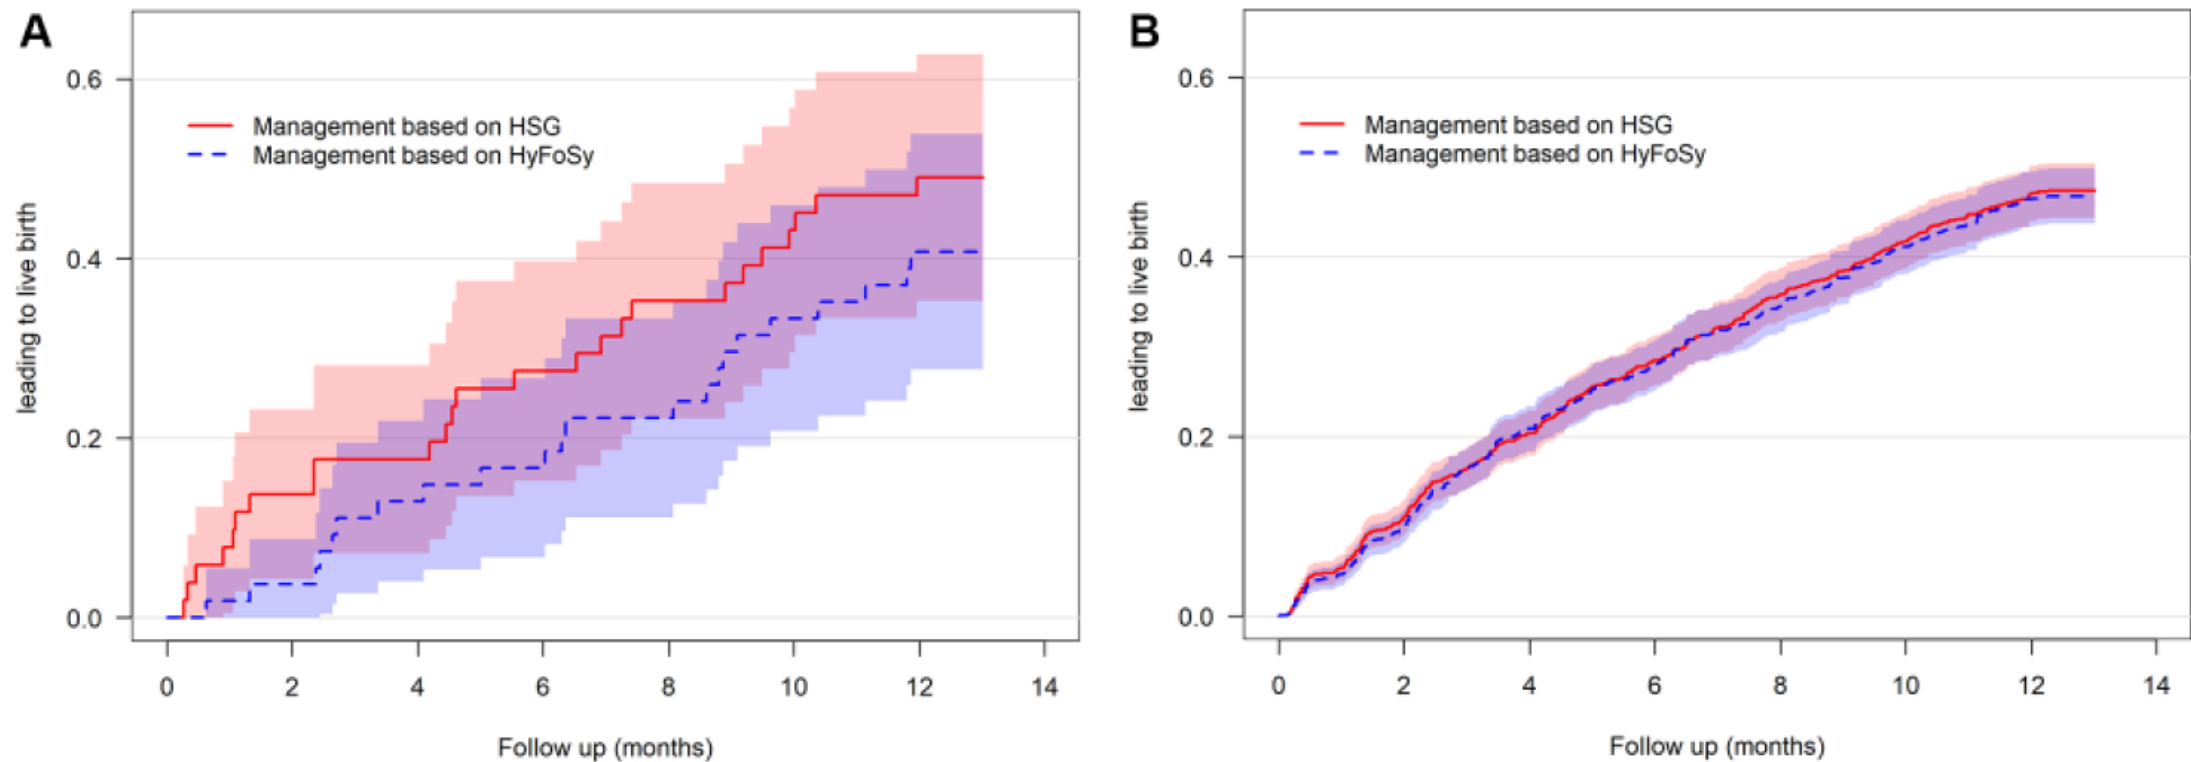 A
leading to live birth
0.6
0.4
0.2
0.0
Management based on HSG
Management based on HyFoSy
0 2 4 6 8 10 12 14
Follow up (months)
B
leading to live birth
0.6
0.4
0.2
0.0
Management based on HSG
Management based on HyFoSy
0 2 4 6 8 10 12 14
Follow up (months)